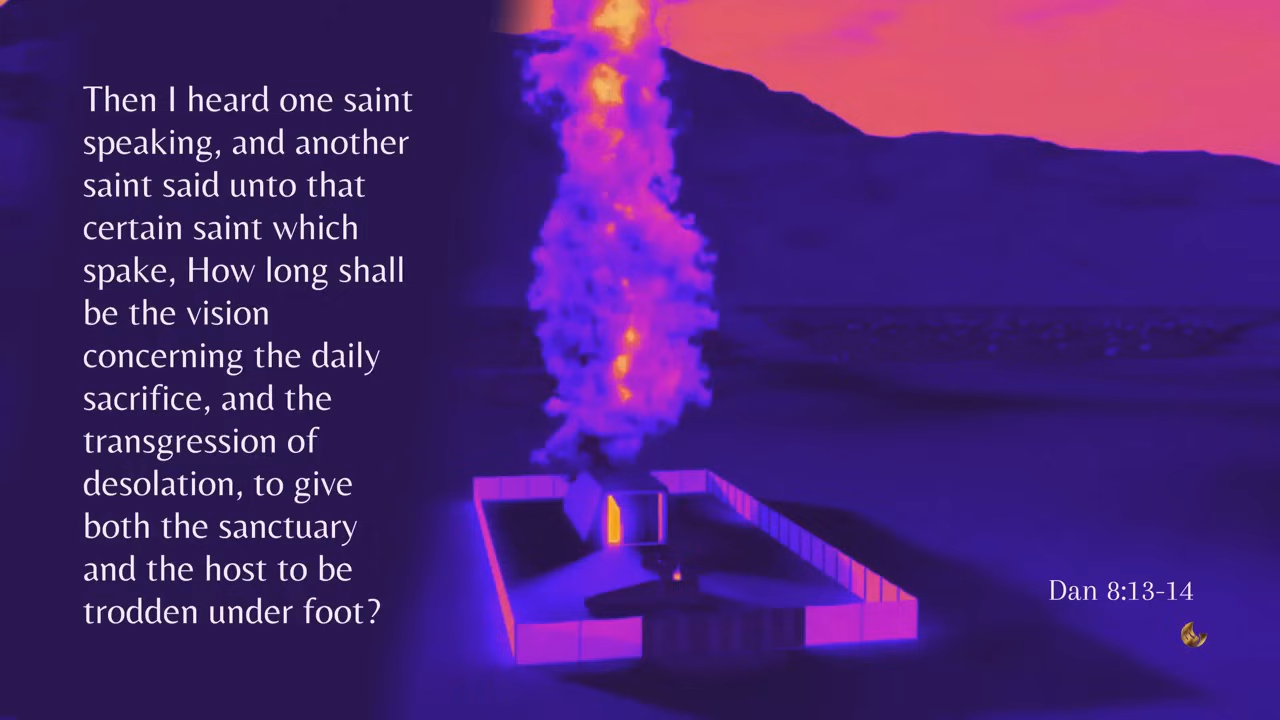 Then I heard one saint
speaking, and another
saint said unto that
certain saint which
spake, How long shall
be the vision
concerning the daily
sacrifice, and the
transgression of
desolation, to give
both the sanctuary
and the host to be
trodden under foot?
Dan 8:13-14